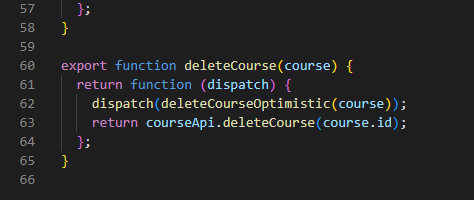 57 };
58 }
59
60 export function deleteCourse(course) {
61 return function (dispatch) {
62 dispatch(deleteCourseOptimistic(course));
63 return courseApi.deleteCourse(course.id);
64 };
65 }
66